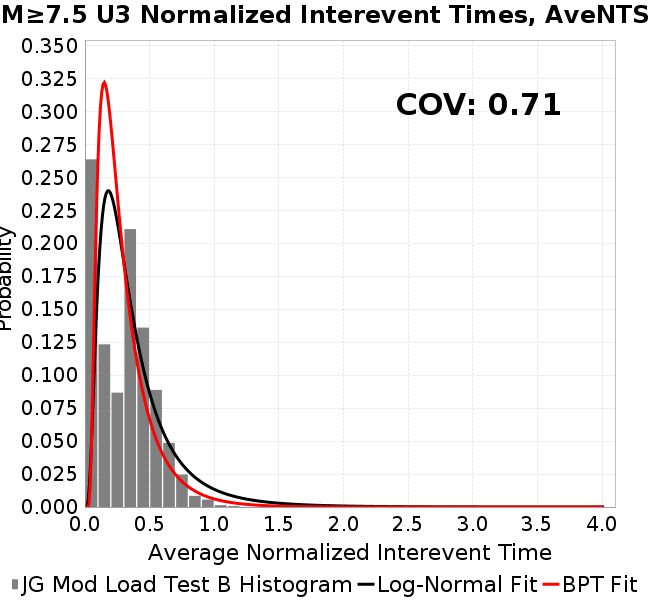 M≥7.5 U3 Normalized Interevent Times, AveNTS
COV: 0.71
Probability
0.350
0.325
0.300
0.275
0.250
0.225
0.200
0.175
0.150
0.125
0.100
0.075
0.050
0.025
0.000
0.0 0.5 1.0 1.5 2.0 2.5 3.0 3.5 4.0
Average Normalized Interevent Time
JG Mod Load Test B Histogram Log-Normal Fit BPT Fit